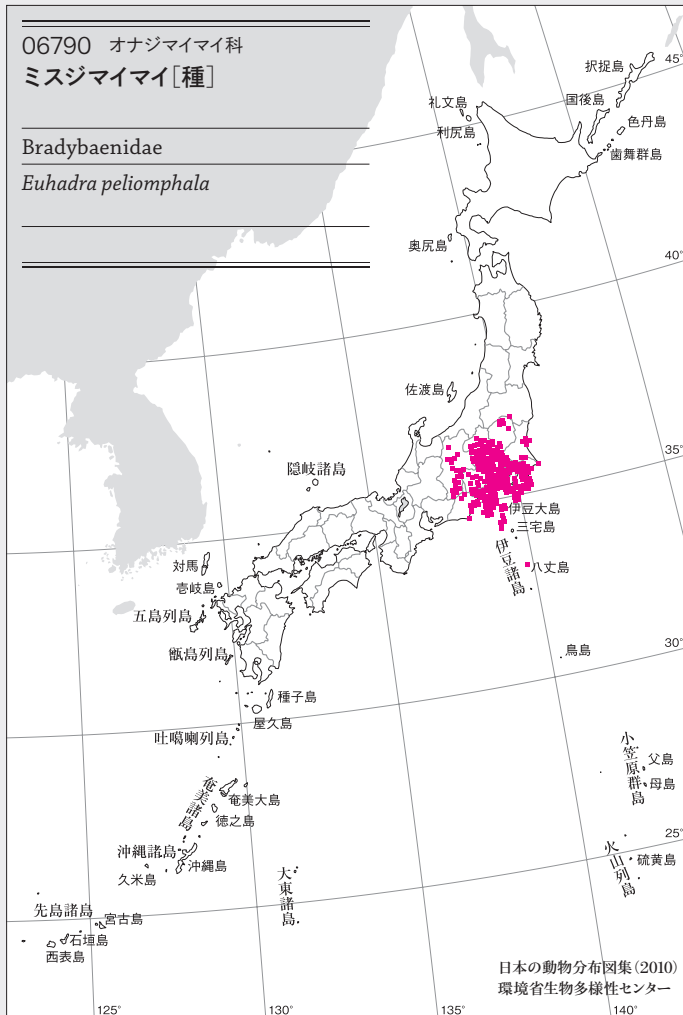 06790 オナジマイマイ科
ミスジマイマイ［種］
Bradybaenidae
Euhadra peliomphala
択捉島
45°
国後島
礼文島
色丹島
利尻島
歯舞群島
奥尻島
40°
佐渡島
35°
隠岐諸島
伊豆大島
三宅島
伊豆諸島
八丈島
対馬
壱岐島
五島列島
甑島列島
鳥島
30°
種子島
屋久島
吐噶喇列島
小笠原群島
父島
母島
奄美諸島
奄美大島
徳之島
25°
沖縄諸島
沖縄島
久米島
火山列島
硫黄島
大東諸島
先島諸島
宮古島
石垣島
西表島
日本の動物分布図集（2010）
環境省生物多様性センター
125°
130°
135°
140°